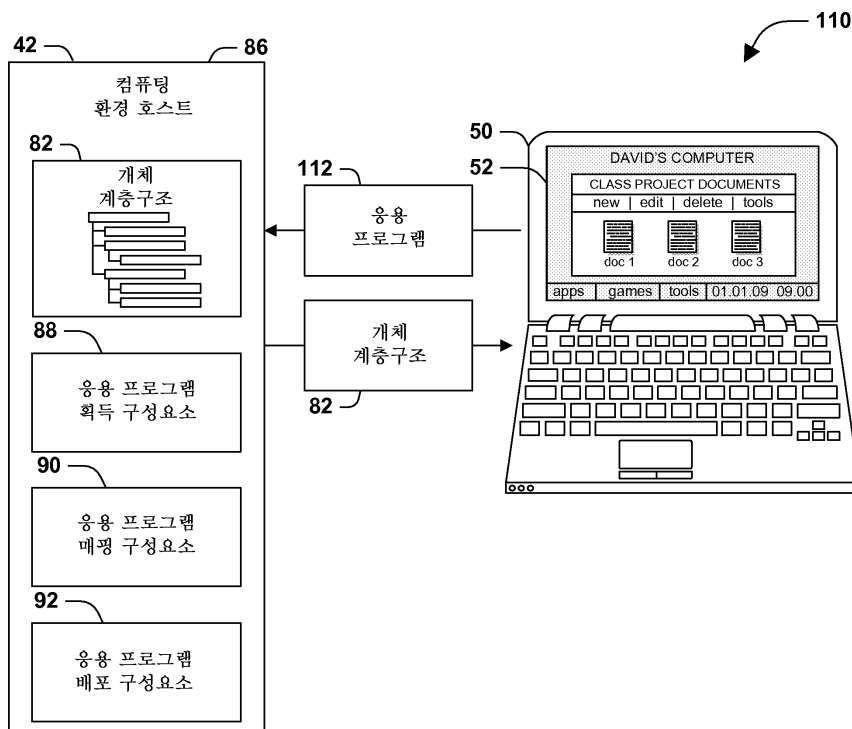 110
42
86
컴퓨팅
환경 호스트
82
개체
계층구조
88
응용 프로그램
획득 구성요소
90
응용 프로그램
매핑 구성요소
92
응용 프로그램
배포 구성요소
112
응용
프로그램
개체
계층구조
82
50
52
DAVID'S COMPUTER
CLASS PROJECT DOCUMENTS
new | edit | delete | tools
doc 1 doc 2 doc 3
apps games tools 01.01.09 09.00